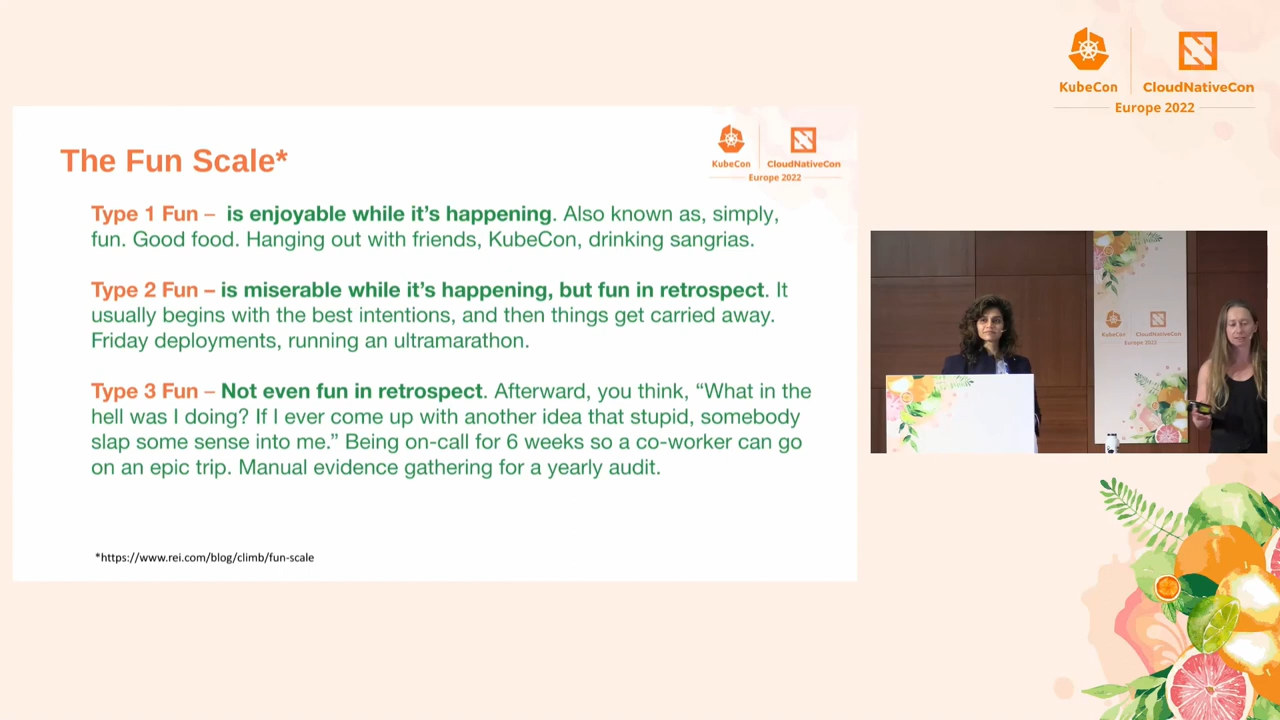 KubeCon
CloudNativeCon
Europe 2022
KubeCon
CloudNativeCon
Europe 2022
The Fun Scale*
Type 1 Fun – is enjoyable while it’s happening. Also known as, simply,
fun. Good food. Hanging out with friends, KubeCon, drinking sangrias.
Type 2 Fun – is miserable while it’s happening, but fun in retrospect. It
usually begins with the best intentions, and then things get carried away.
Friday deployments, running an ultramarathon.
Type 3 Fun – Not even fun in retrospect. Afterward, you think, “What in the
hell was I doing? If I ever come up with another idea that stupid, somebody
slap some sense into me.” Being on-call for 6 weeks so a co-worker can go
on an epic trip. Manual evidence gathering for a yearly audit.
*https://www.rei.com/blog/climb/fun-scale
KubeCon
CloudNativeCon
Europe 2022